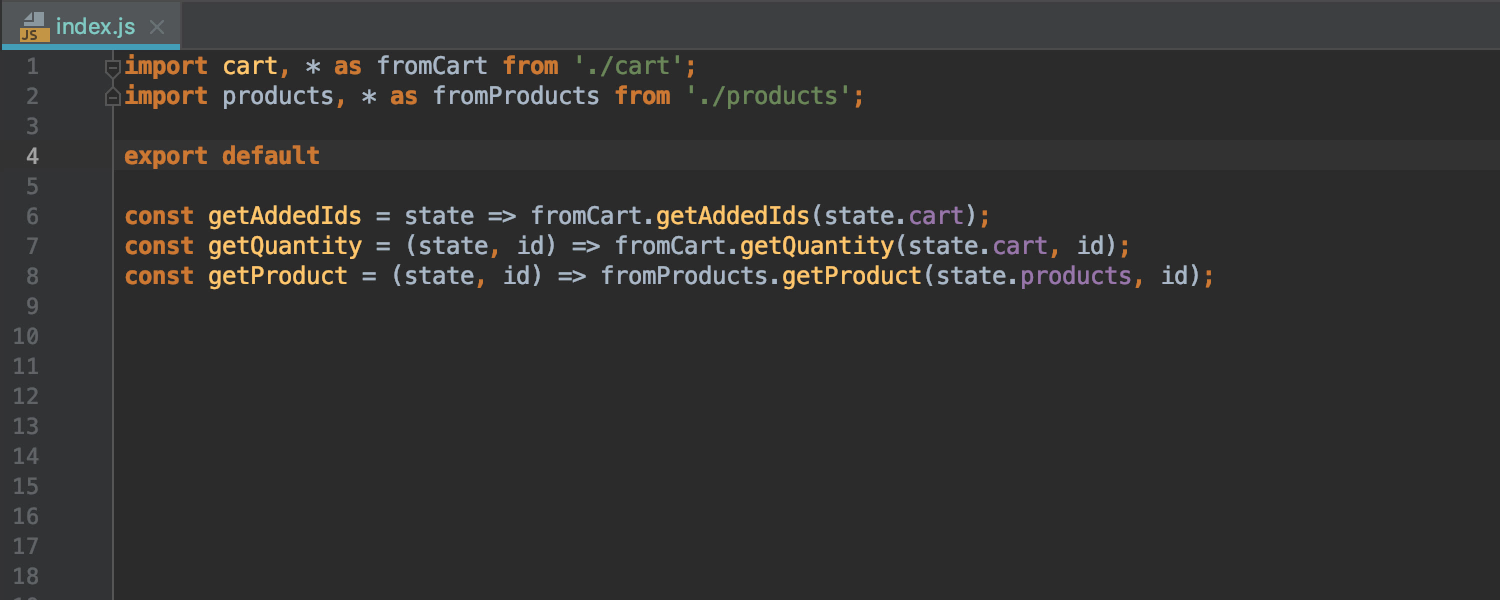 JS index.js ×
1 import cart, * as fromCart from './cart';
2 import products, * as fromProducts from './products';
3
4 export default
5
6 const getAddedIds = state => fromCart.getAddedIds(state.cart);
7 const getQuantity = (state, id) => fromCart.getQuantity(state.cart, id);
8 const getProduct = (state, id) => fromProducts.getProduct(state.products, id);
9
10
11
12
13
14
15
16
17
18